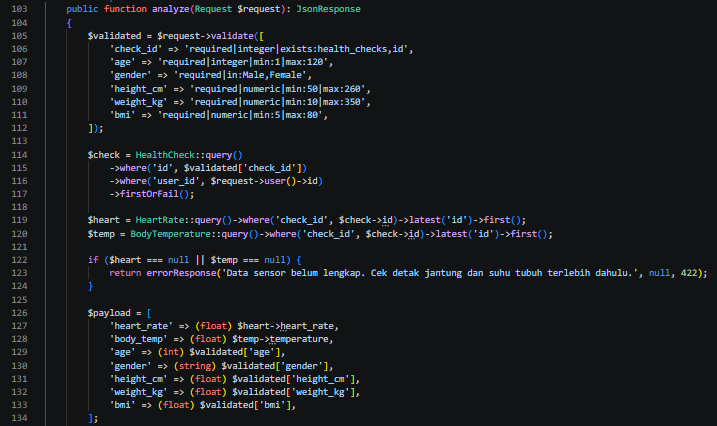 103 public function analyze(Request $request): JsonResponse
104 {
105 $validated = $request->validate([
106 'check_id' => 'required|integer|exists:health_checks,id',
107 'age' => 'required|integer|min:1|max:120',
108 'gender' => 'required|in:Male,Female',
109 'height_cm' => 'required|numeric|min:50|max:260',
110 'weight_kg' => 'required|numeric|min:10|max:350',
111 'bmi' => 'required|numeric|min:5|max:80',
112 ]);
113
114 $check = HealthCheck::query()
115 ->where('id', $validated['check_id'])
116 ->where('user_id', $request->user()->id)
117 ->firstOrFail();
118
119 $heart = HeartRate::query()->where('check_id', $check->id)->latest('id')->first();
120 $temp = BodyTemperature::query()->where('check_id', $check->id)->latest('id')->first();
121
122 if ($heart === null || $temp === null) {
123 return errorResponse('Data sensor belum lengkap. Cek detak jantung dan suhu tubuh terlebih dahulu.', null, 422);
124 }
125
126 $payload = [
127 'heart_rate' => (float) $heart->heart_rate,
128 'body_temp' => (float) $temp->temperature,
129 'age' => (int) $validated['age'],
130 'gender' => (string) $validated['gender'],
131 'height_cm' => (float) $validated['height_cm'],
132 'weight_kg' => (float) $validated['weight_kg'],
133 'bmi' => (float) $validated['bmi'],
134 ];